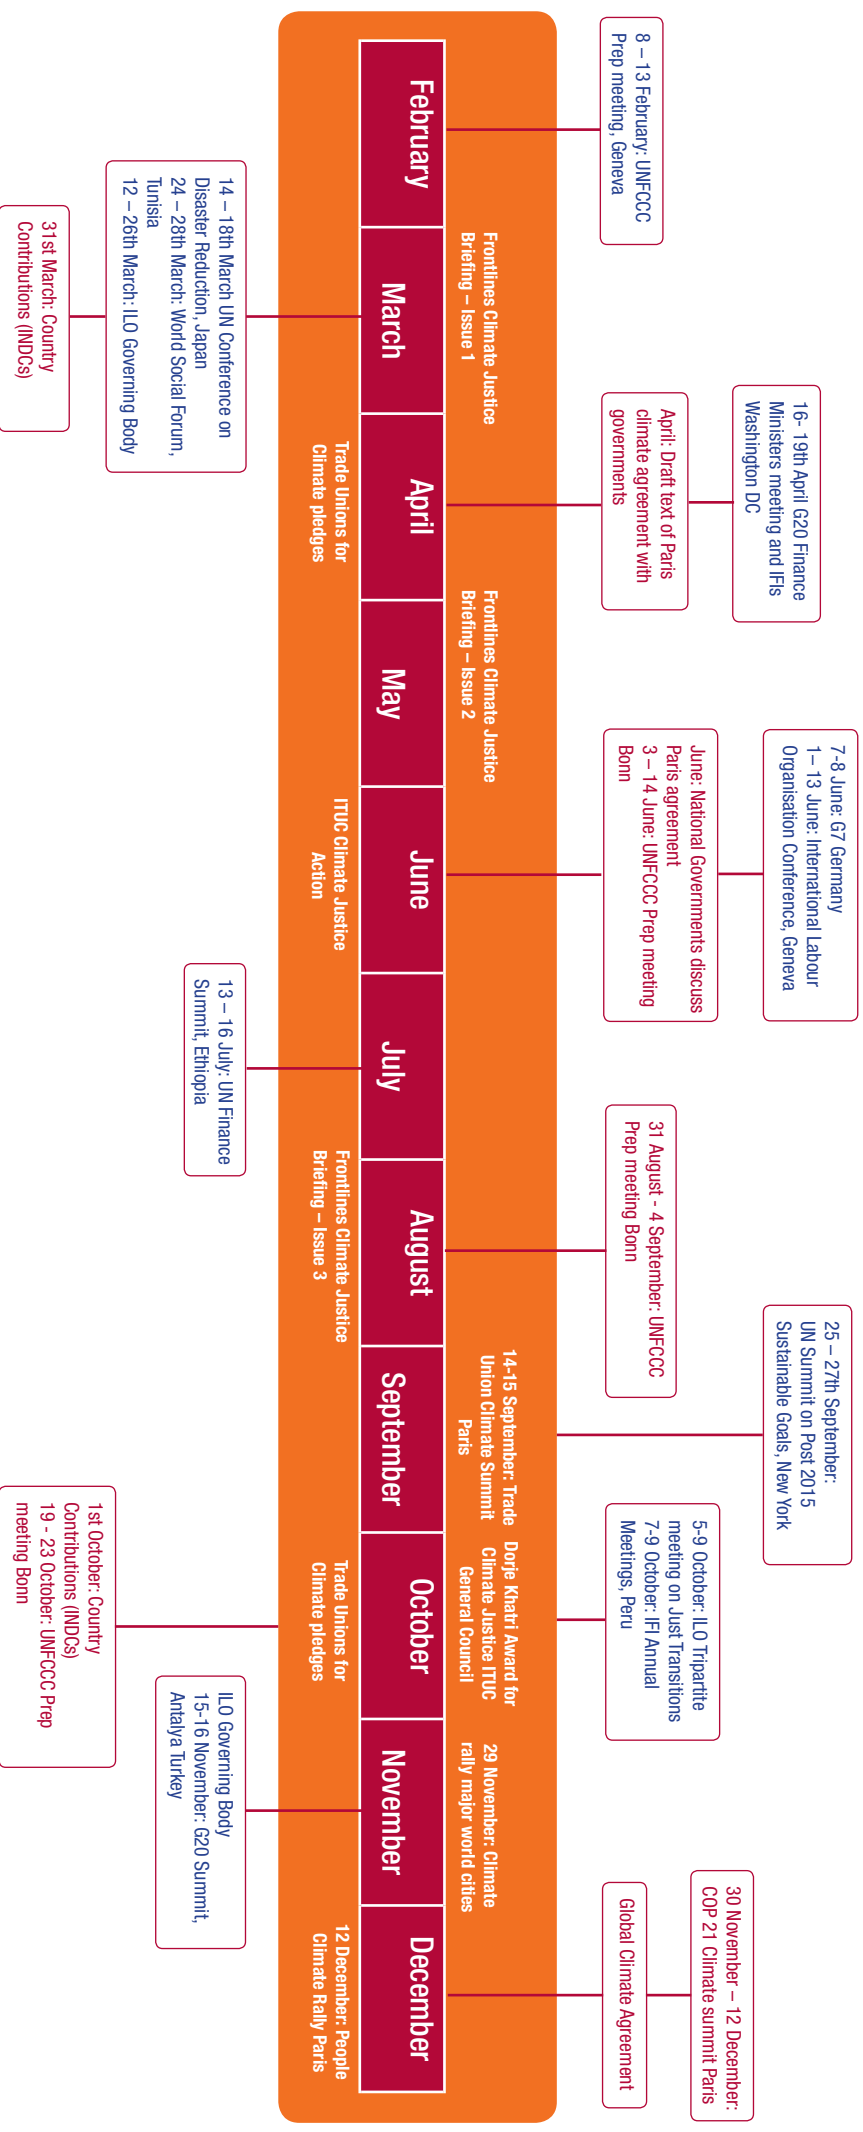 8 – 13 February: UNFCCC
Prep meeting, Geneva
16- 19th April G20 Finance
Ministers meeting and IFIs
Washington DC
April: Draft text of Paris
climate agreement with
governments
7-8 June: G7 Germany
1– 13 June: International Labour
Organisation Conference, Geneva
June: National Governments discuss
Paris agreement
3 – 14 June: UNFCCC Prep meeting
Bonn
31 August - 4 September: UNFCCC
Prep meeting Bonn
25 – 27th September:
UN Summit on Post 2015
Sustainable Goals, New York
5-9 October: ILO Tripartite
meeting on Just Transitions
7-9 October: IFI Annual
Meetings, Peru
30 November – 12 December:
COP 21 Climate summit Paris
Global Climate Agreement
Frontlines Climate Justice
Briefing – Issue 1
Frontlines Climate Justice
Briefing – Issue 2
14-15 September: Trade
Union Climate Summit
Paris
Dorje Khatri Award for
Climate Justice ITUC
General Council
29 November: Climate
rally major world cities
February
March
April
May
June
July
August
September
October
November
December
Trade Unions for
Climate pledges
ITUC Climate Justice
Action
Frontlines Climate Justice
Briefing – Issue 3
Trade Unions for
Climate pledges
12 December: People
Climate Rally Paris
14 – 18th March UN Conference on
Disaster Reduction, Japan
24 – 28th March: World Social Forum,
Tunisia
12 – 26th March: ILO Governing Body
31st March: Country
Contributions (INDCs)
13 – 16 July: UN Finance
Summit, Ethiopia
1st October: Country
Contributions (INDCs)
19 - 23 October: UNFCCC Prep
meeting Bonn
ILO Governing Body
15-16 November: G20 Summit,
Antalya Turkey